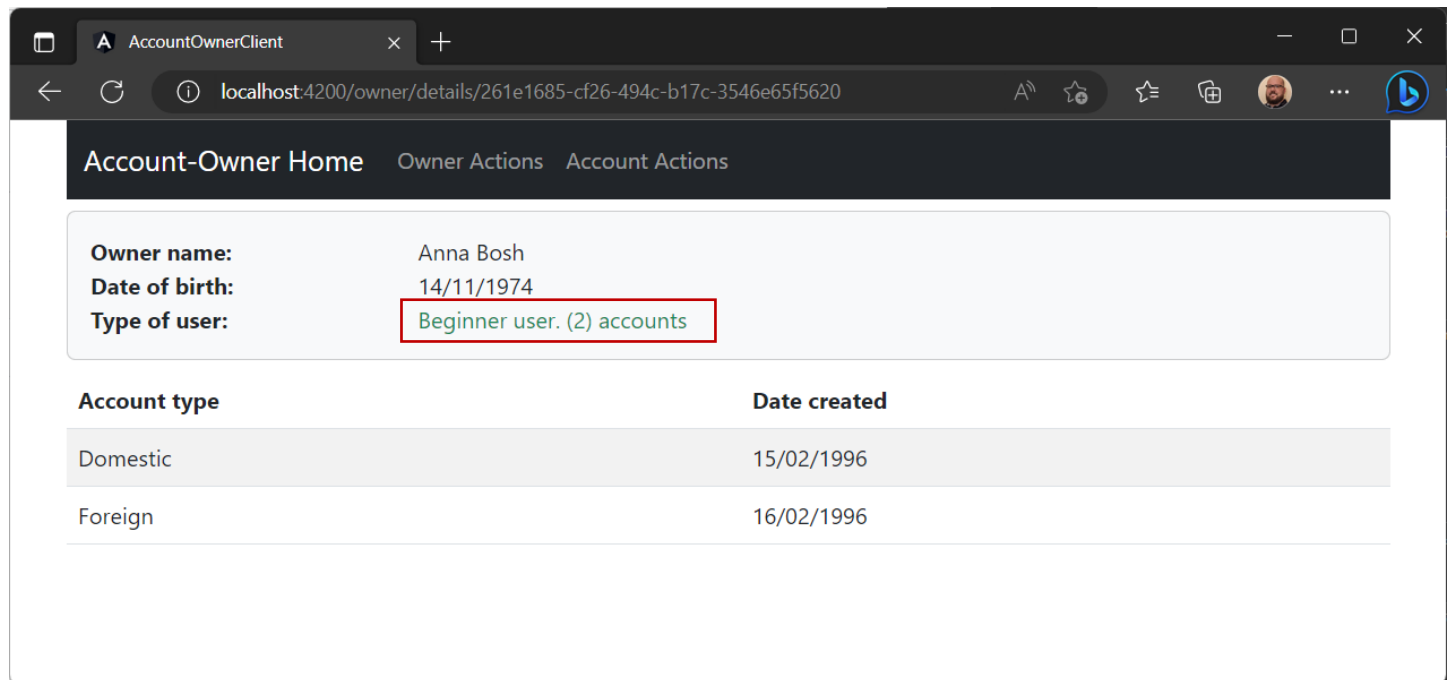 AccountOwnerClient
localhost:4200/owner/details/261e1685-cf26-494c-b17c-3546e65f5620
Account-Owner Home Owner Actions Account Actions
Owner name: Anna Bosh
Date of birth: 14/11/1974
Type of user: Beginner user. (2) accounts
Account type Date created
Domestic 15/02/1996
Foreign 16/02/1996